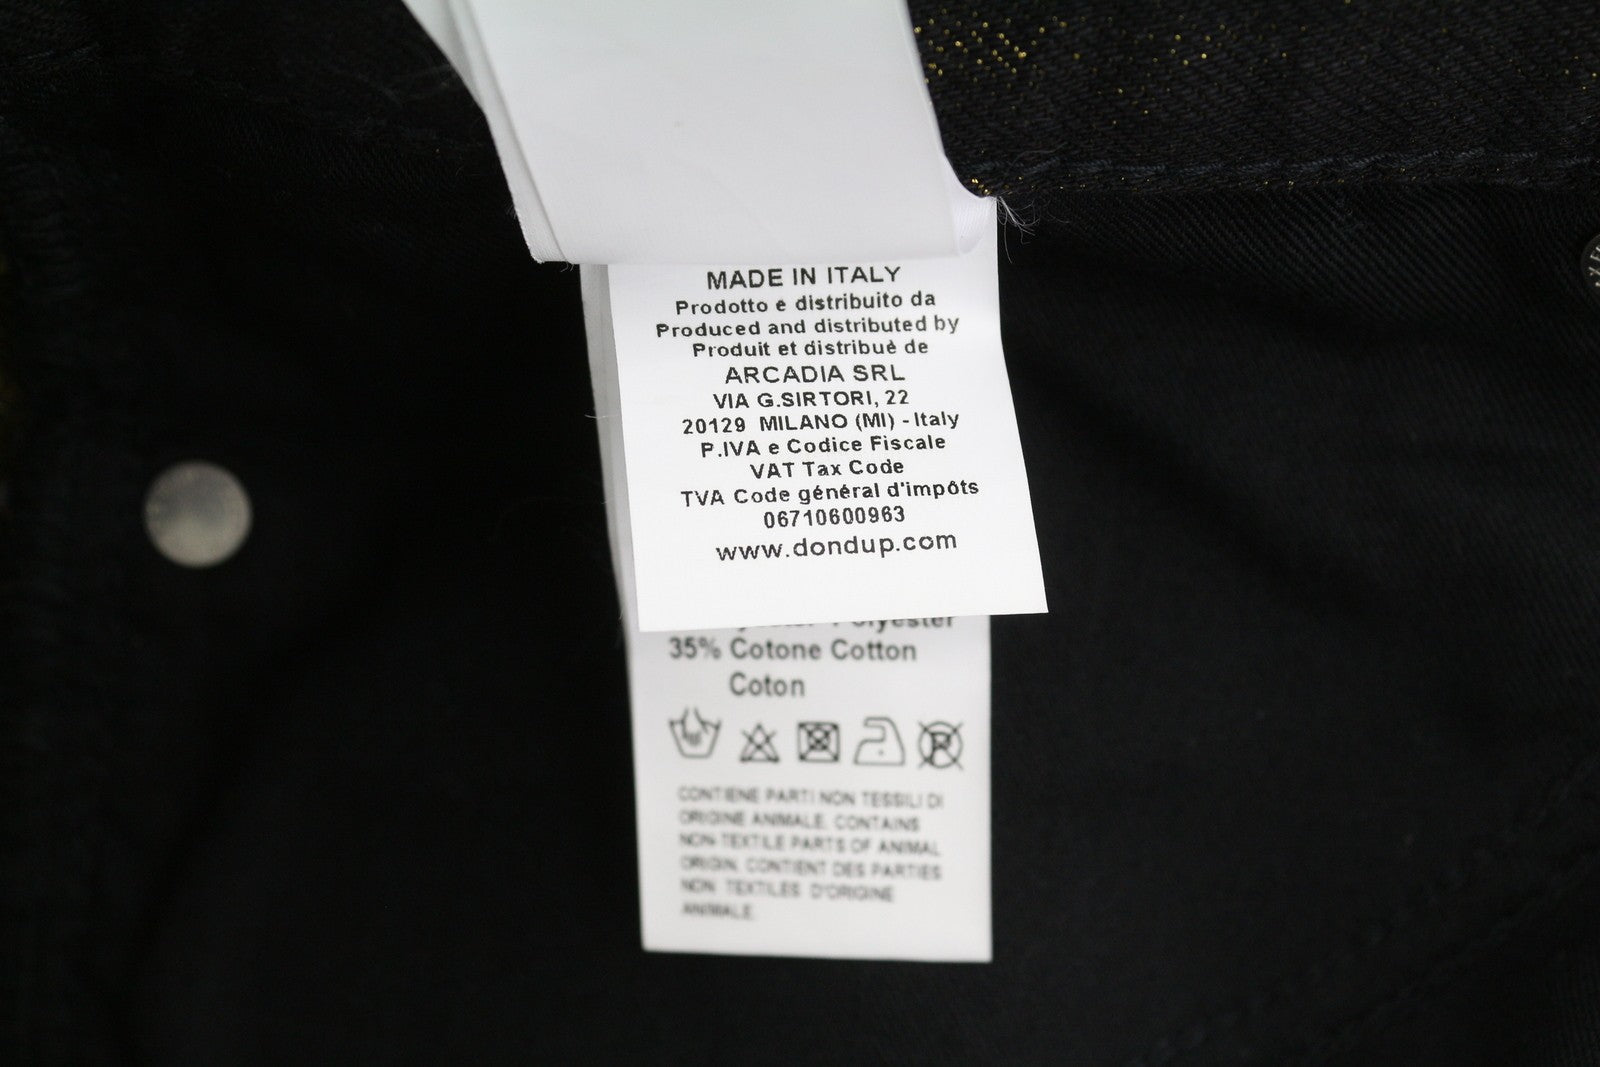 MADE IN ITALY
Prodotto e distribuito da
Produced and distributed by
Produit et distribuè de
ARCADIA SRL
VIA G.SIRTORI, 22
20129 MILANO (MI) - Italy
P.IVA e Codice Fiscale
VAT Tax Code
TVA Code général d'impôts
06710600963
www.dondup.com
Polyester
35% Cotone Cotton
Coton
CONTIENE PARTI NON TESSILI DI
ORIGINE ANIMALE. CONTAINS
NON-TEXTILE PARTS OF ANIMAL
ORIGIN. CONTIENT DES PARTIES
NON TEXTILES D'ORIGINE
ANIMALE.